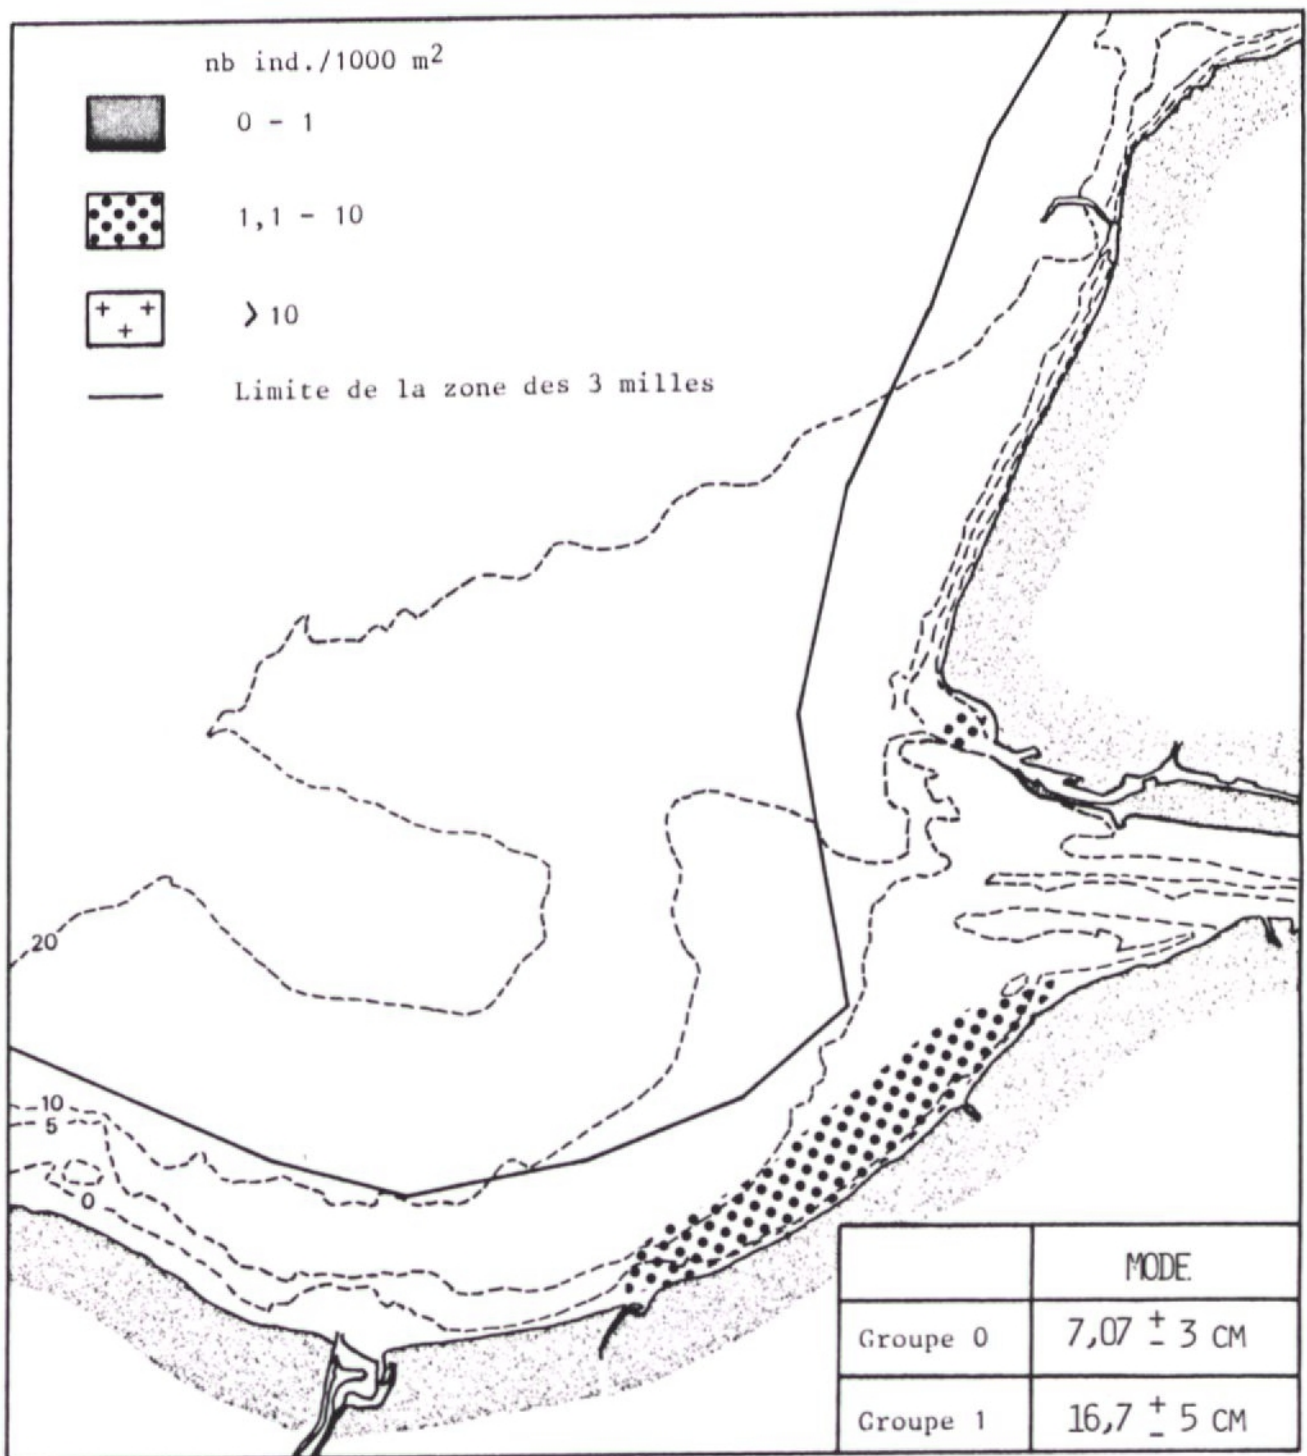 nb ind./1000 m²
0 - 1
1,1 - 10
> 10
Limite de la zone des 3 milles
20
10
5
0
MODE
Groupe 0 7,07 ± 3 CM
Groupe 1 16,7 ± 5 CM